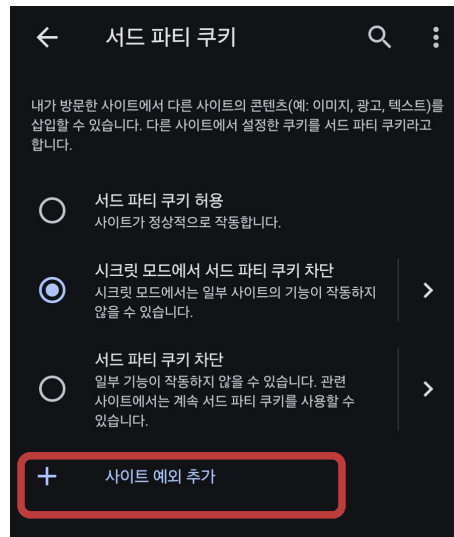 서드 파티 쿠키
내가 방문한 사이트에서 다른 사이트의 콘텐츠(예: 이미지, 광고, 텍스트)를
삽입할 수 있습니다. 다른 사이트에서 설정한 쿠키를 서드 파티 쿠키라고
합니다.
서드 파티 쿠키 허용
사이트가 정상적으로 작동합니다.
시크릿 모드에서 서드 파티 쿠키 차단
시크릿 모드에서는 일부 사이트의 기능이 작동하지
않을 수 있습니다.
서드 파티 쿠키 차단
일부 기능이 작동하지 않을 수 있습니다. 관련
사이트에서는 계속 서드 파티 쿠키를 사용할 수
있습니다.
사이트 예외 추가